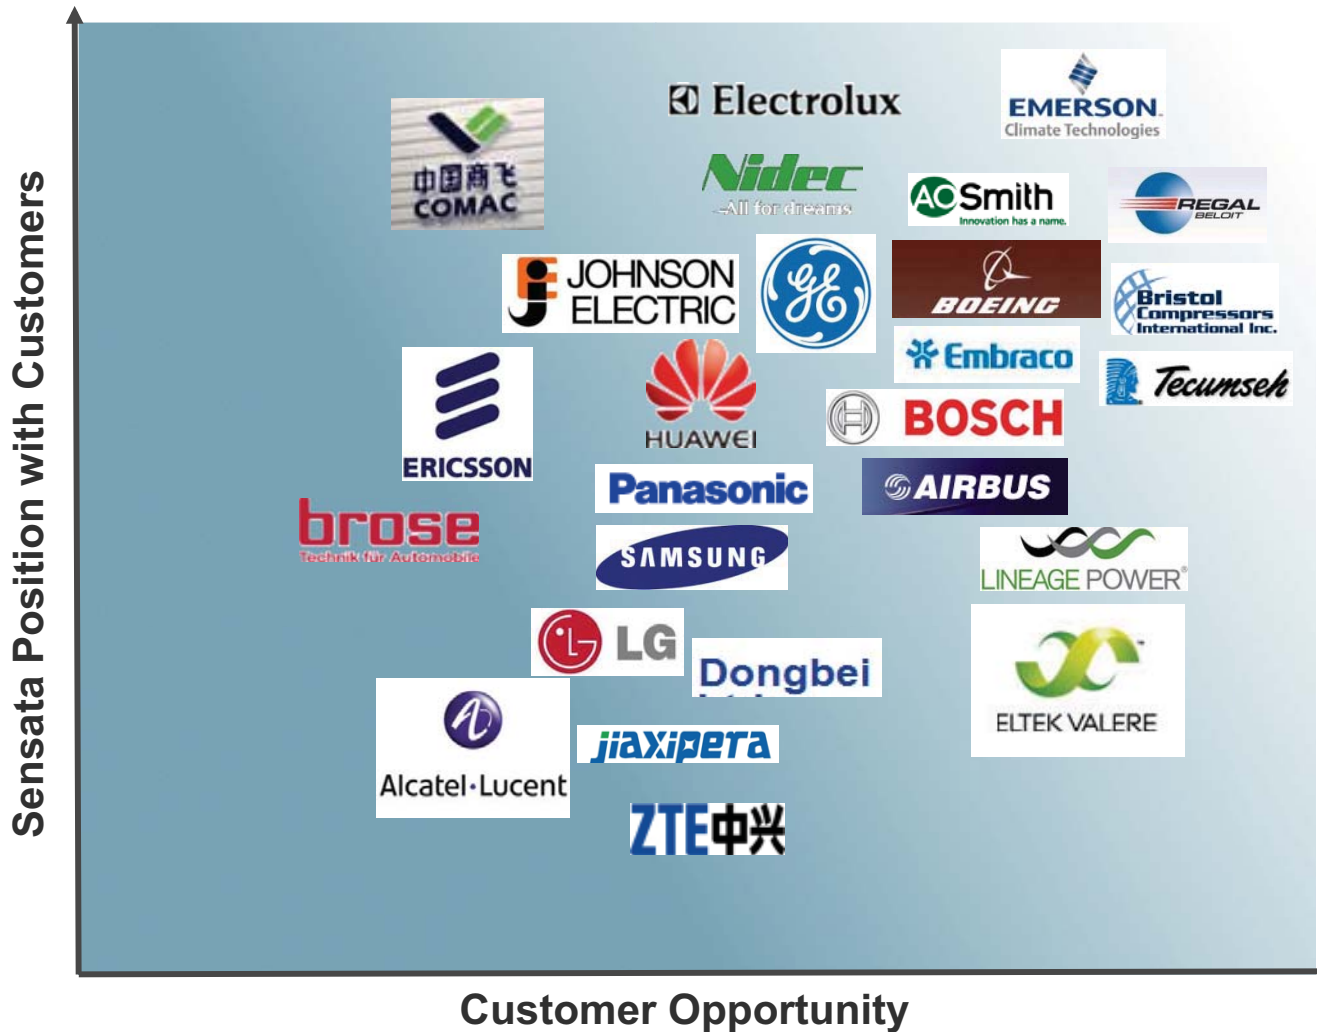 Sensata Position with Customers
Electrolux
EMERSON™
Climate Technologies
中国商飞
COMAC
Nidec
-All for dreams
AO Smith
Innovation has a name.
REGAL
BELOIT
JOHNSON
ELECTRIC
GE
BOEING
Bristol
Compressors
International Inc.
Embraco
Tecumseh
HUAWEI
BOSCH
ERICSSON
Panasonic
AIRBUS
brose
Technik für Automobile
SAMSUNG
LINEAGE POWER®
LG
Dongbei
ELTEK VALERE
Alcatel·Lucent
jiaxipera
ZTE中兴
Customer Opportunity